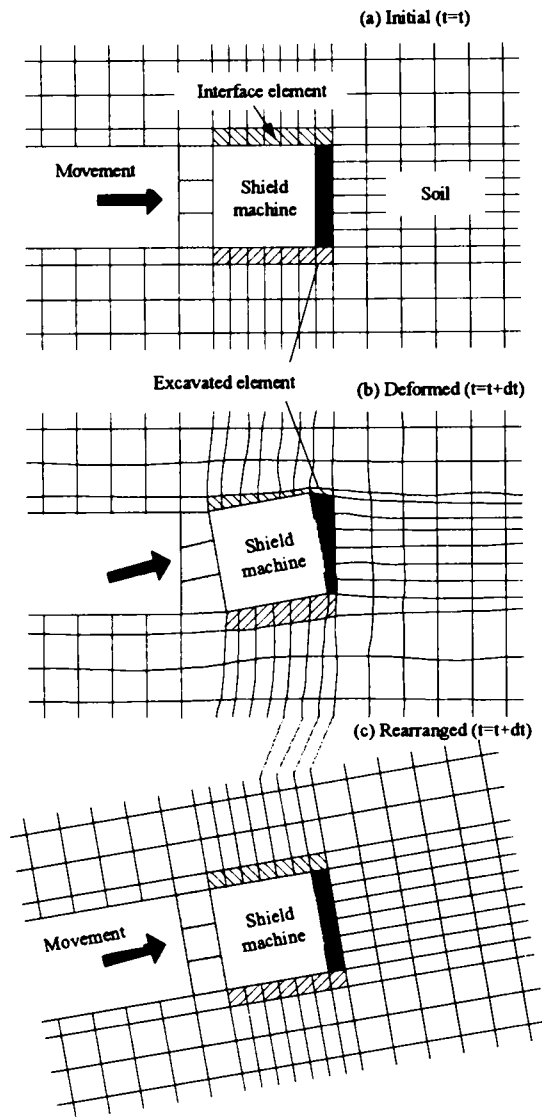 (a) Initial (t=t)
Interface element
Movement
Shield
machine
Soil
Excavated element
(b) Deformed (t=t+dt)
Shield
machine
(c) Rearranged (t=t+dt)
Movement
Shield
machine